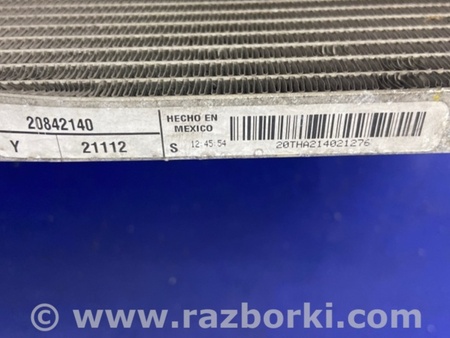 20842140
Y 21112
HECHO EN
MEXICO
S 12:45:54
20THA214021276
© www.razborki.com